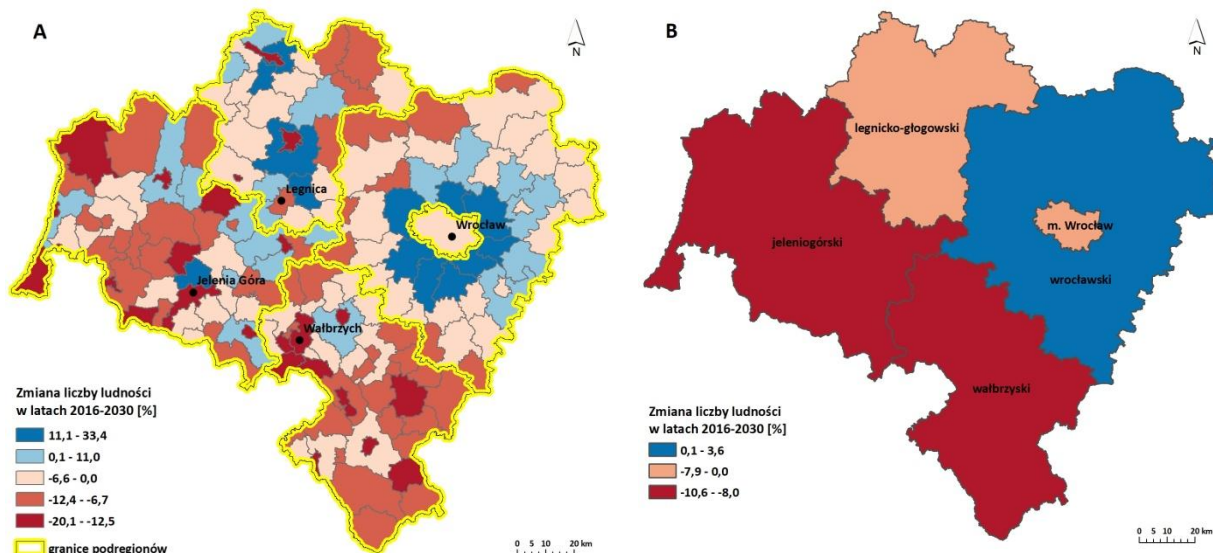 A
N
Legnica
Wrocław
Jelenia Góra
Wałbrzych
Zmiana liczby ludności
w latach 2016-2030 [%]
11,1 - 33,4
0,1 - 11,0
-6,6 - 0,0
-12,4 - -6,7
-20,1 - -12,5
granice podregionów
0 5 10 20 km
B
N
legnicko-głogowski
m. Wrocław
jeleniogórski
wrocławski
wałbrzyski
Zmiana liczby ludności
w latach 2016-2030 [%]
0,1 - 3,6
-7,9 - 0,0
-10,6 - -8,0
0 5 10 20 km